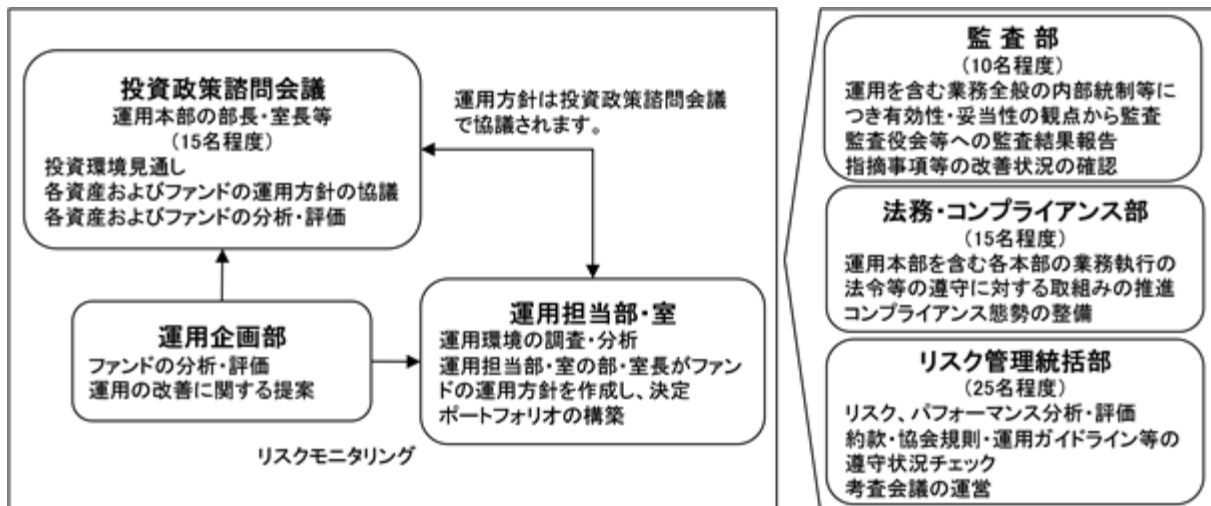 投資政策諮問会議
運用本部の部長・室長等
(15名程度)
投資環境見通し
各資産およびファンドの運用方針の協議
各資産およびファンドの分析・評価
運用方針は投資政策諮問会議
で協議されます。
運用企画部
ファンドの分析・評価
運用の改善に関する提案
運用担当部・室
運用環境の調査・分析
運用担当部・室の部・室長がファン
ドの運用方針を作成し、決定
ポートフォリオの構築
リスクモニタリング
監査部
(10名程度)
運用を含む業務全般の内部統制等に
つき有効性・妥当性の観点から監査
監査役会等への監査結果報告
指摘事項等の改善状況の確認
法務・コンプライアンス部
(15名程度)
運用本部を含む各本部の業務執行の
法令等の遵守に対する取組みの推進
コンプライアンス態勢の整備
リスク管理統括部
(25名程度)
リスク、パフォーマンス分析・評価
約款・協会規則・運用ガイドライン等の
遵守状況チェック
考査会議の運営